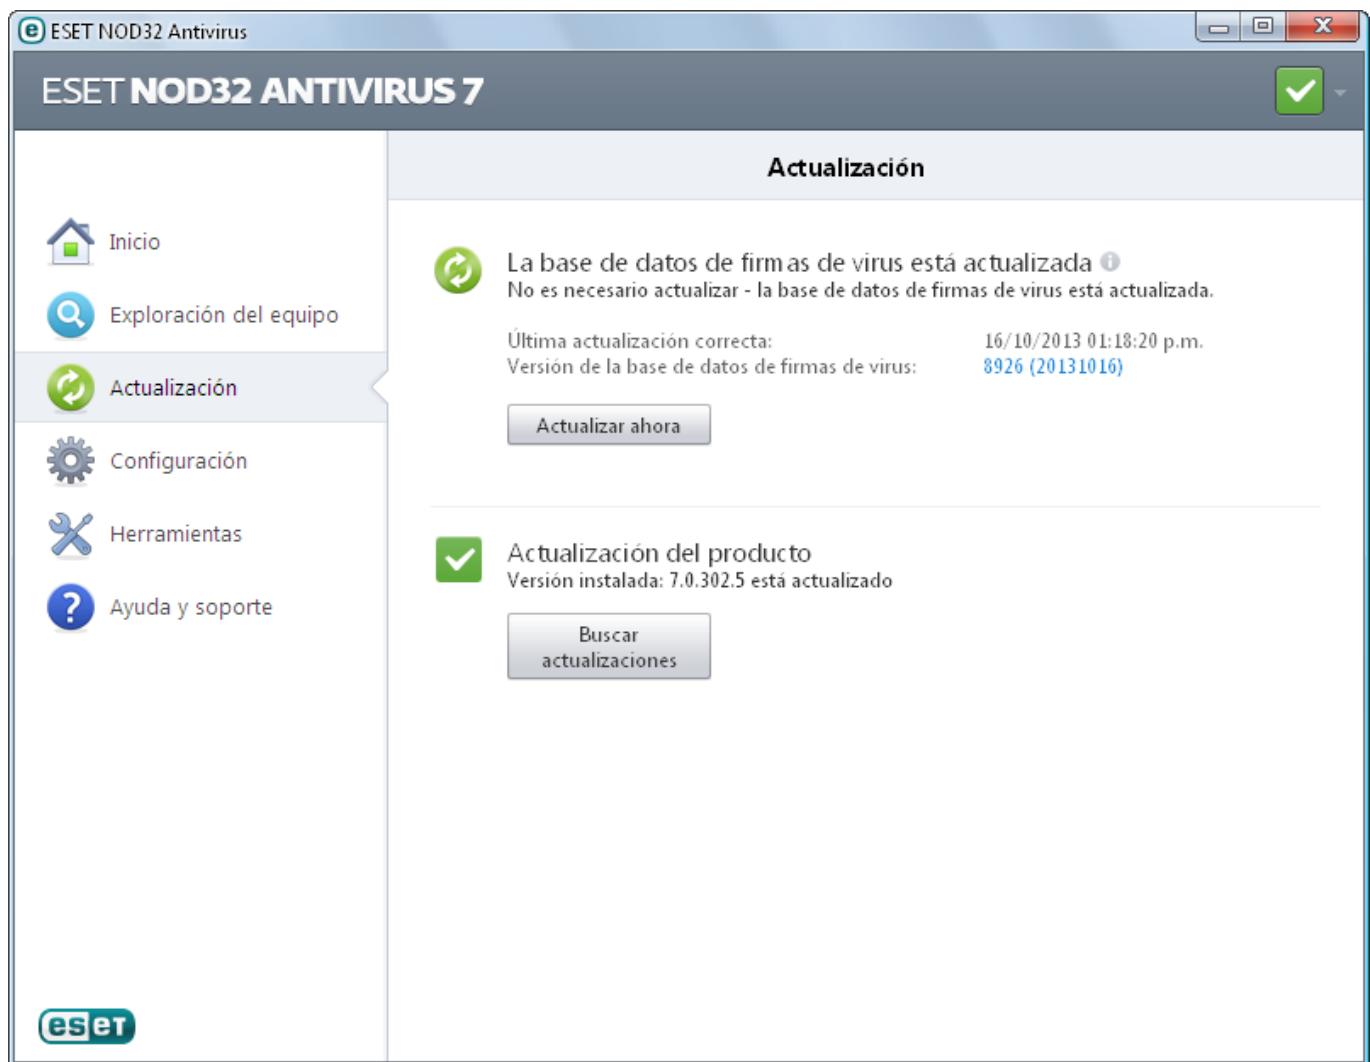 ESET NOD32 Antivirus
ESET NOD32 ANTIVIRUS 7
Actualización
Inicio
Exploración del equipo
Actualización
Configuración
Herramientas
Ayuda y soporte
La base de datos de firmas de virus está actualizada
No es necesario actualizar - la base de datos de firmas de virus está actualizada.
Última actualización correcta: 16/10/2013 01:18:20 p.m.
Versión de la base de datos de firmas de virus: 8926 (20131016)
Actualizar ahora
Actualización del producto
Versión instalada: 7.0.302.5 está actualizado
Buscar
actualizaciones
eset